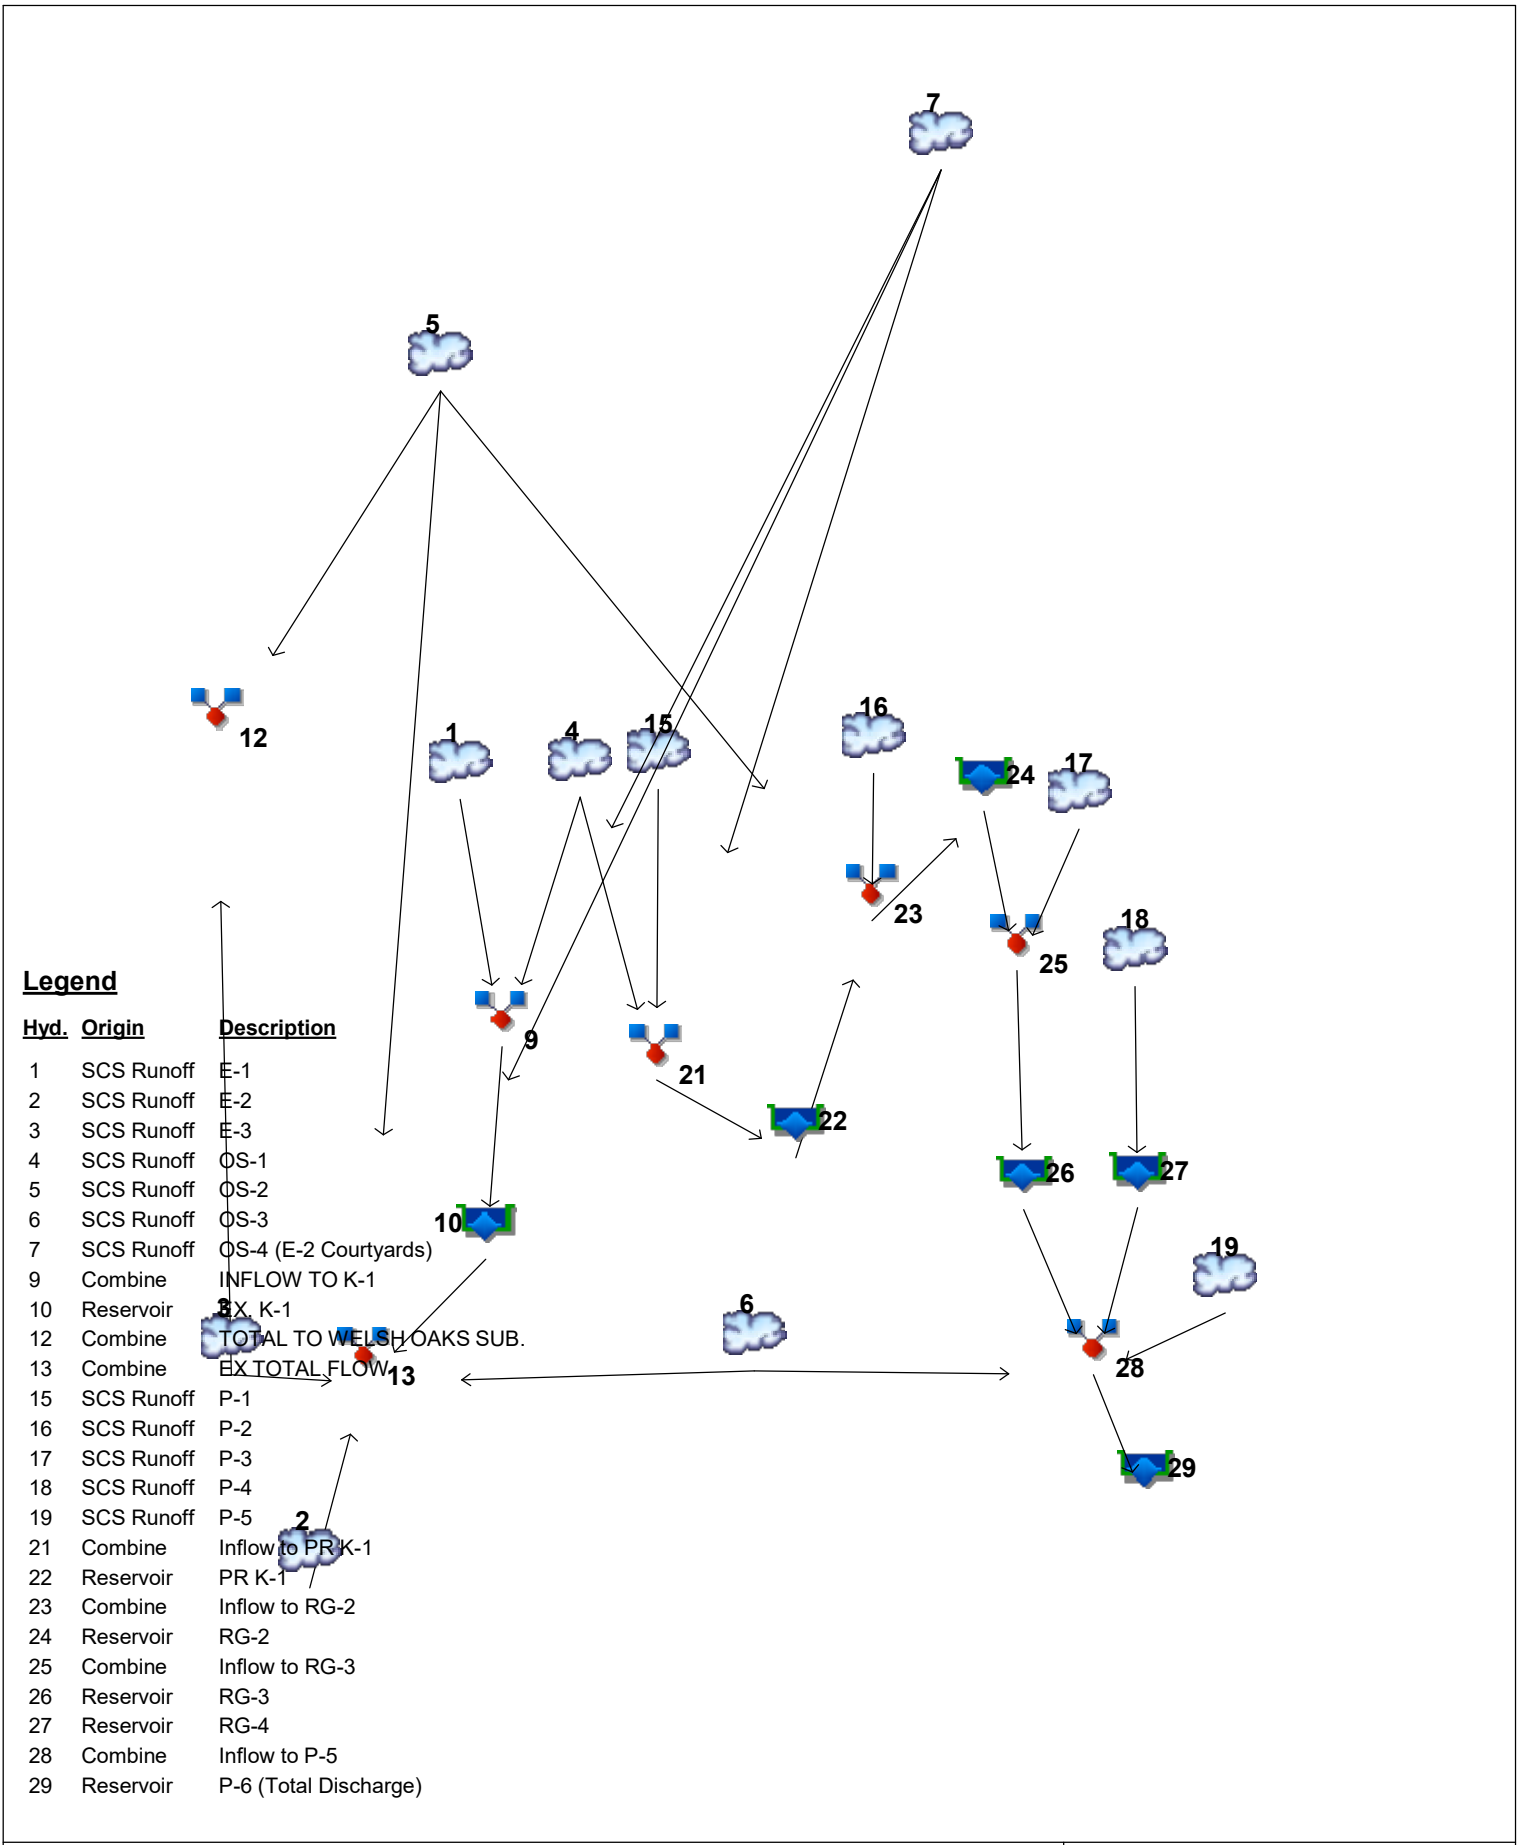 7
5
16
15
1
4
12
17
24
23
18
25
Legend
9
Hyd. Origin Description
21
1 SCS Runoff E-1
2 SCS Runoff E-2
22
3 SCS Runoff E-3
4 SCS Runoff OS-1
26
27
5 SCS Runoff OS-2
6 SCS Runoff OS-3
10
7 SCS Runoff OS-4 (E-2 Courtyards)
19
9 Combine INFLOW TO K-1
10 Reservoir EX. K-1
3
6
12 Combine TOTAL TO WELSH OAKS SUB.
13 Combine EX TOTAL FLOW
13
28
15 SCS Runoff P-1
16 SCS Runoff P-2
17 SCS Runoff P-3
29
18 SCS Runoff P-4
19 SCS Runoff P-5
2
21 Combine Inflow to PR K-1
22 Reservoir PR K-1
23 Combine Inflow to RG-2
24 Reservoir RG-2
25 Combine Inflow to RG-3
26 Reservoir RG-3
27 Reservoir RG-4
28 Combine Inflow to P-5
29 Reservoir P-6 (Total Discharge)